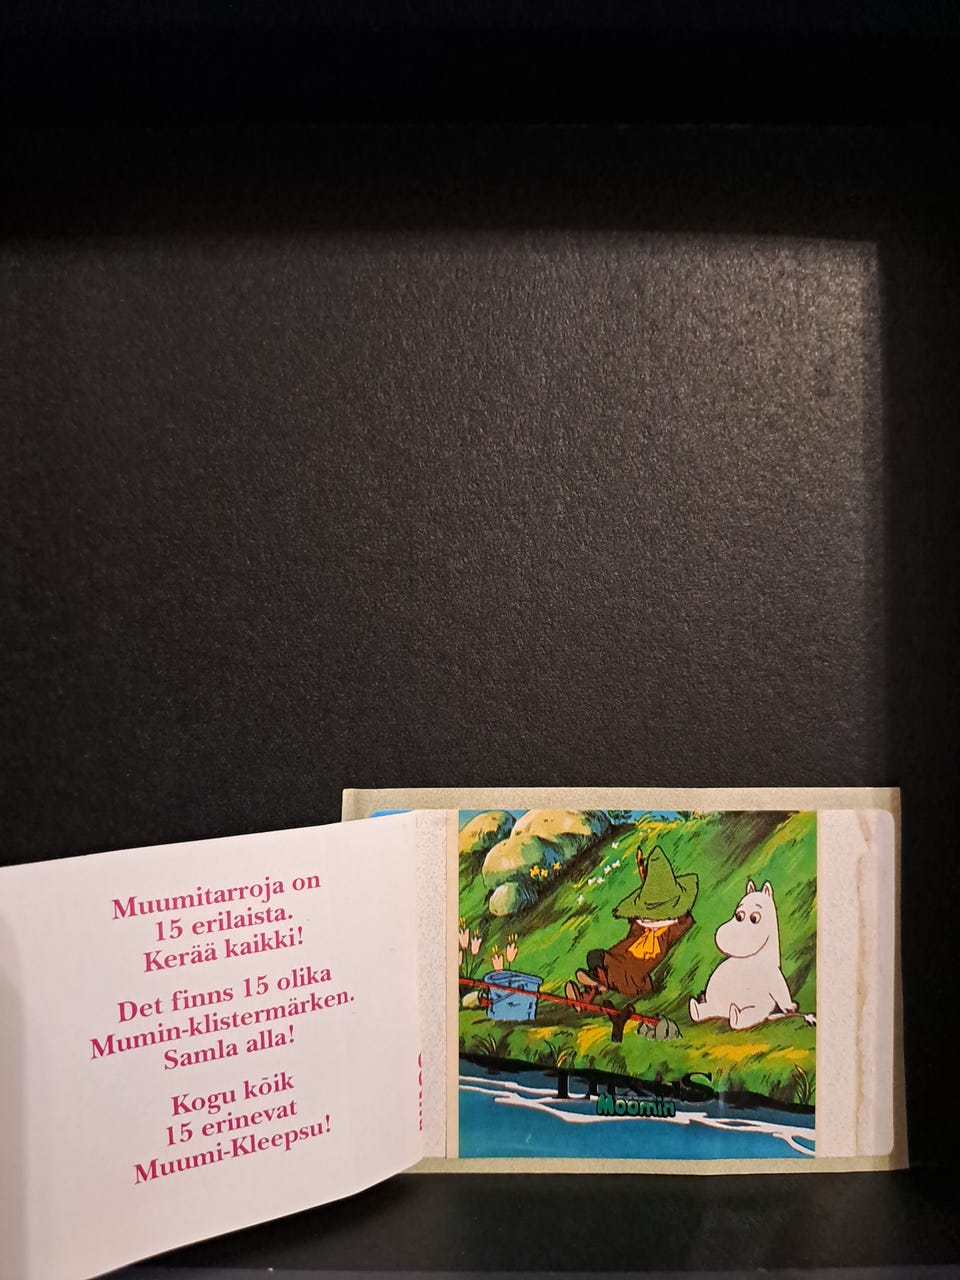 Muumitarroja on
15 erilaista.
Kerää kaikki!
Det finns 15 olika
Mumin-klistermärken.
Samla alla!
Kogu kõik
15 erinevat
Muumi-Kleepsu!
Moomin